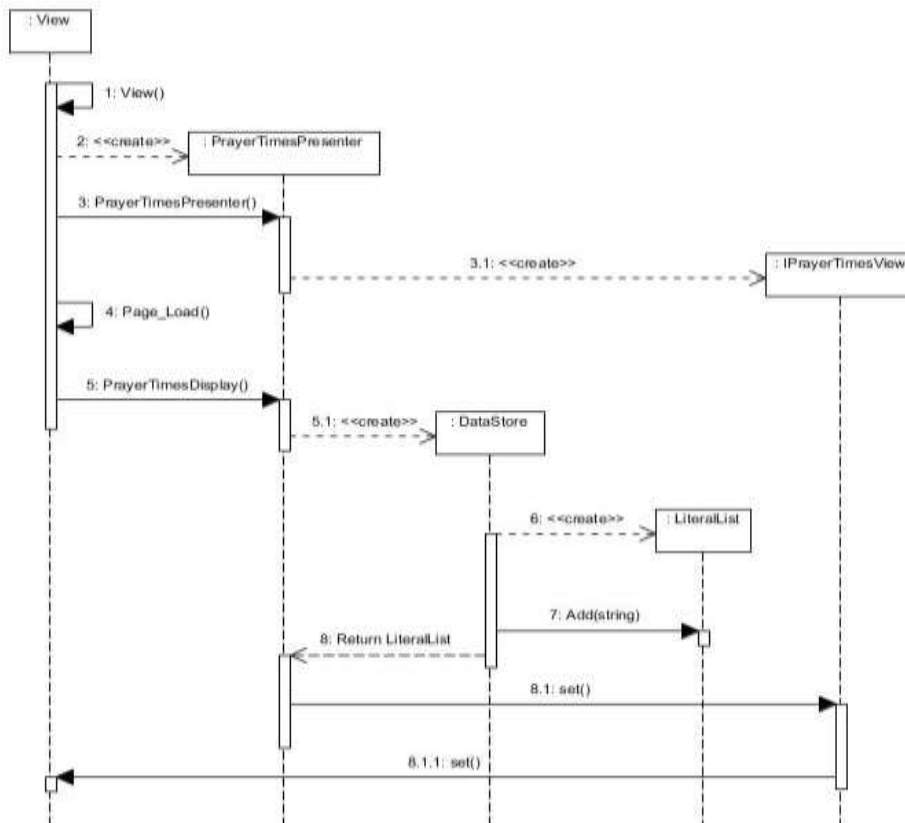 : View
1: View()
2: <<create>>
: PrayerTimesPresenter
3: PrayerTimesPresenter()
3.1: <<create>>
: IPrayerTimesView
4: Page_Load()
5: PrayerTimesDisplay()
5.1: <<create>>
: DataStore
6: <<create>>
: LiteralList
7: Add(string)
8: Return LiteralList
8.1: set()
8.1.1: set()